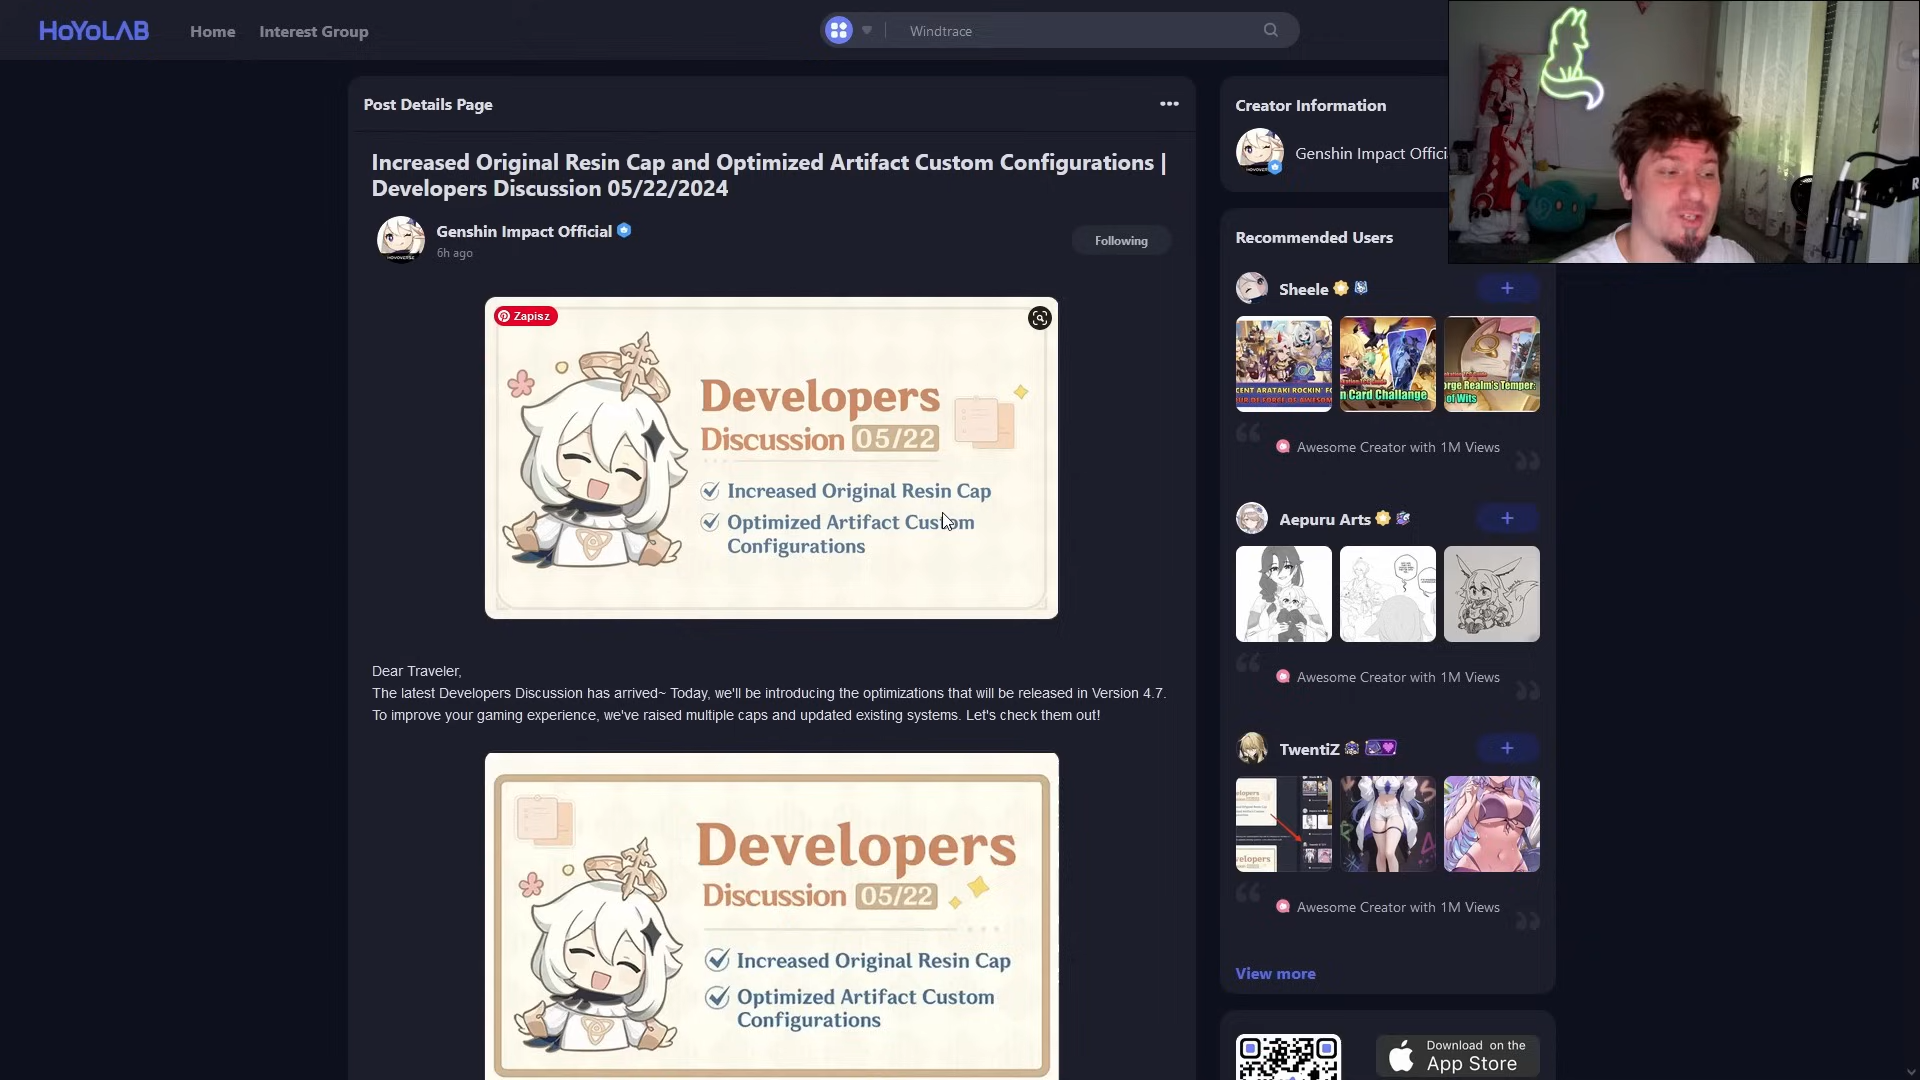 HoYoLAB
Home
Interest Group
Windtrace
Post Details Page
Increased Original Resin Cap and Optimized Artifact Custom Configurations |
Developers Discussion 05/22/2024
Genshin Impact Official
6h ago
Following
Zapisz
Developers
Discussion 05/22
Increased Original Resin Cap
Optimized Artifact Custom
Configurations
Dear Traveler,
The latest Developers Discussion has arrived~ Today, we'll be introducing the optimizations that will be released in Version 4.7.
To improve your gaming experience, we've raised multiple caps and updated existing systems. Let's check them out!
Developers
Discussion 05/22
Increased Original Resin Cap
Optimized Artifact Custom
Configurations
Creator Information
Genshin Impact Offici
Recommended Users
Sheele
n Card Challange
orge Realm's Temper:
of Wits
Awesome Creator with 1M Views
Aepuru Arts
Awesome Creator with 1M Views
TwentiZ
Awesome Creator with 1M Views
View more
Download on the
App Store